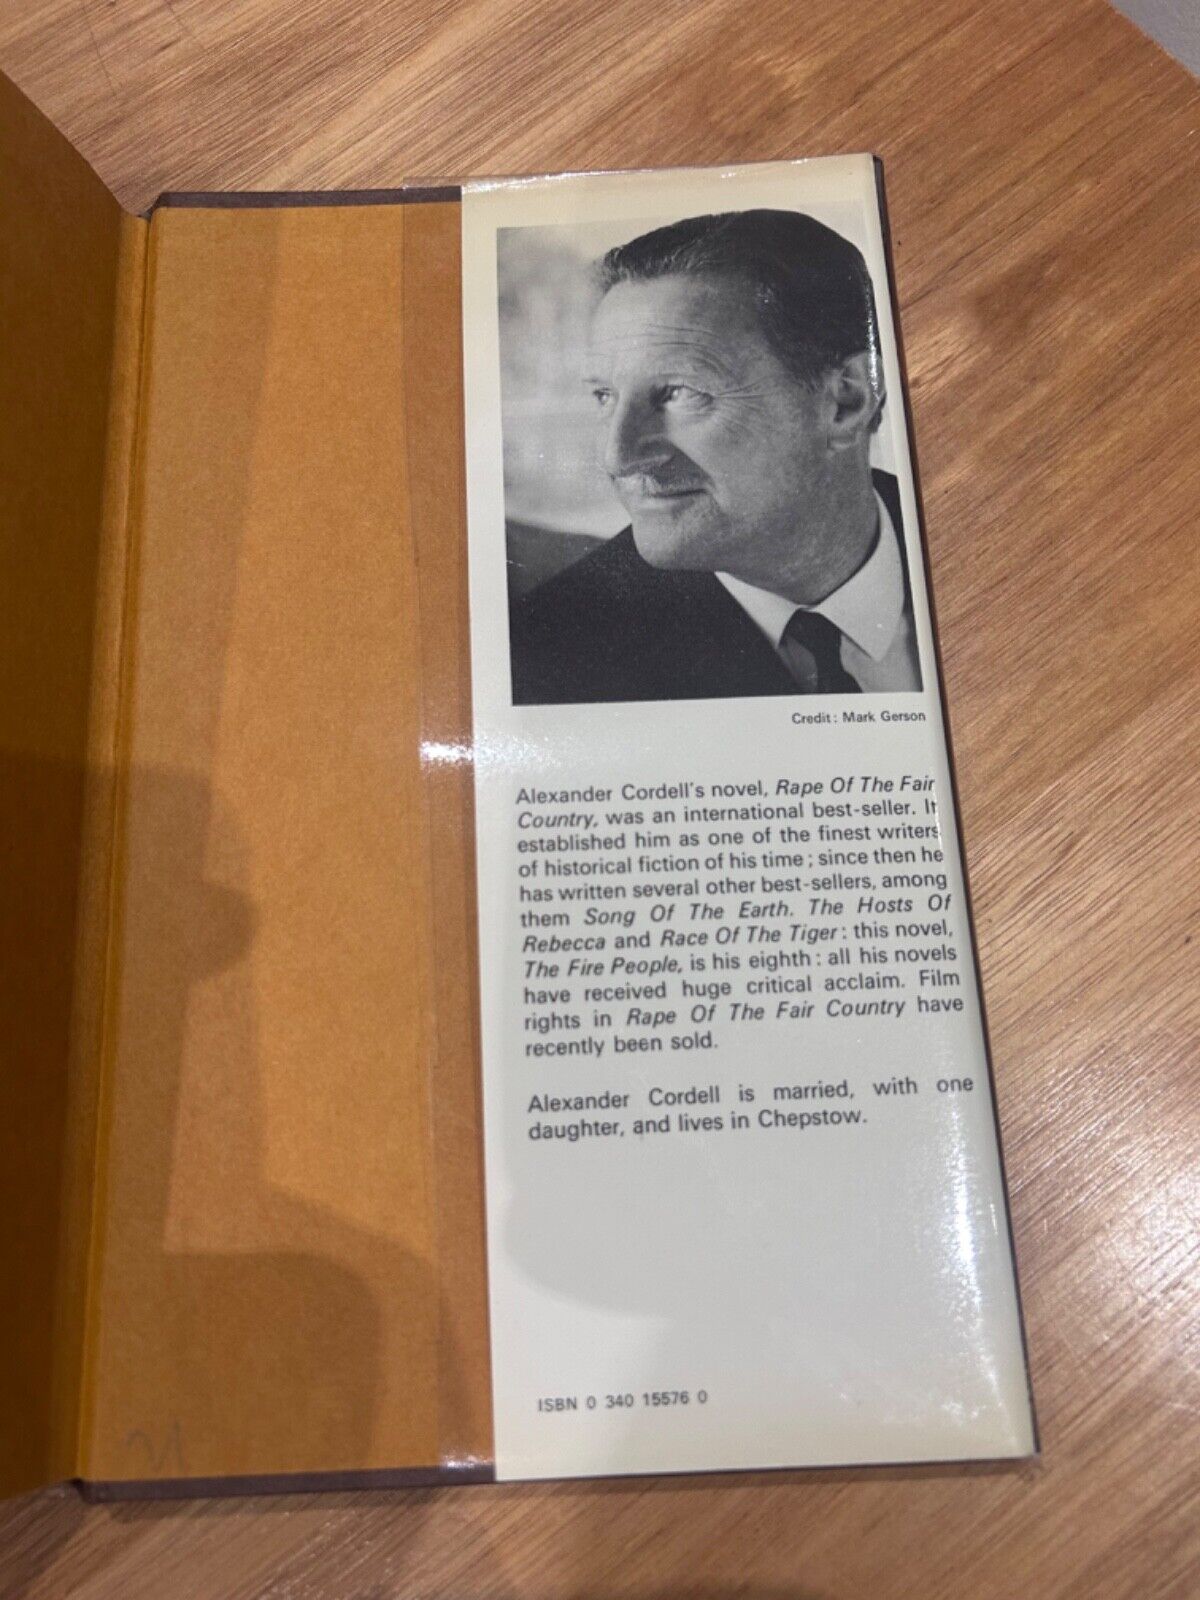 Credit: Mark Gerson
Alexander Cordell's novel, Rape Of The Fair
Country, was an international best-seller. It
established him as one of the finest writers
of historical fiction of his time; since then he
has written several other best-sellers, among
them Song Of The Earth. The Hosts Of
Rebecca and Race Of The Tiger: this novel,
The Fire People, is his eighth: all his novels
have received huge critical acclaim. Film
rights in Rape Of The Fair Country have
recently been sold.
Alexander Cordell is married, with one
daughter, and lives in Chepstow.
ISBN 0 340 15576 0